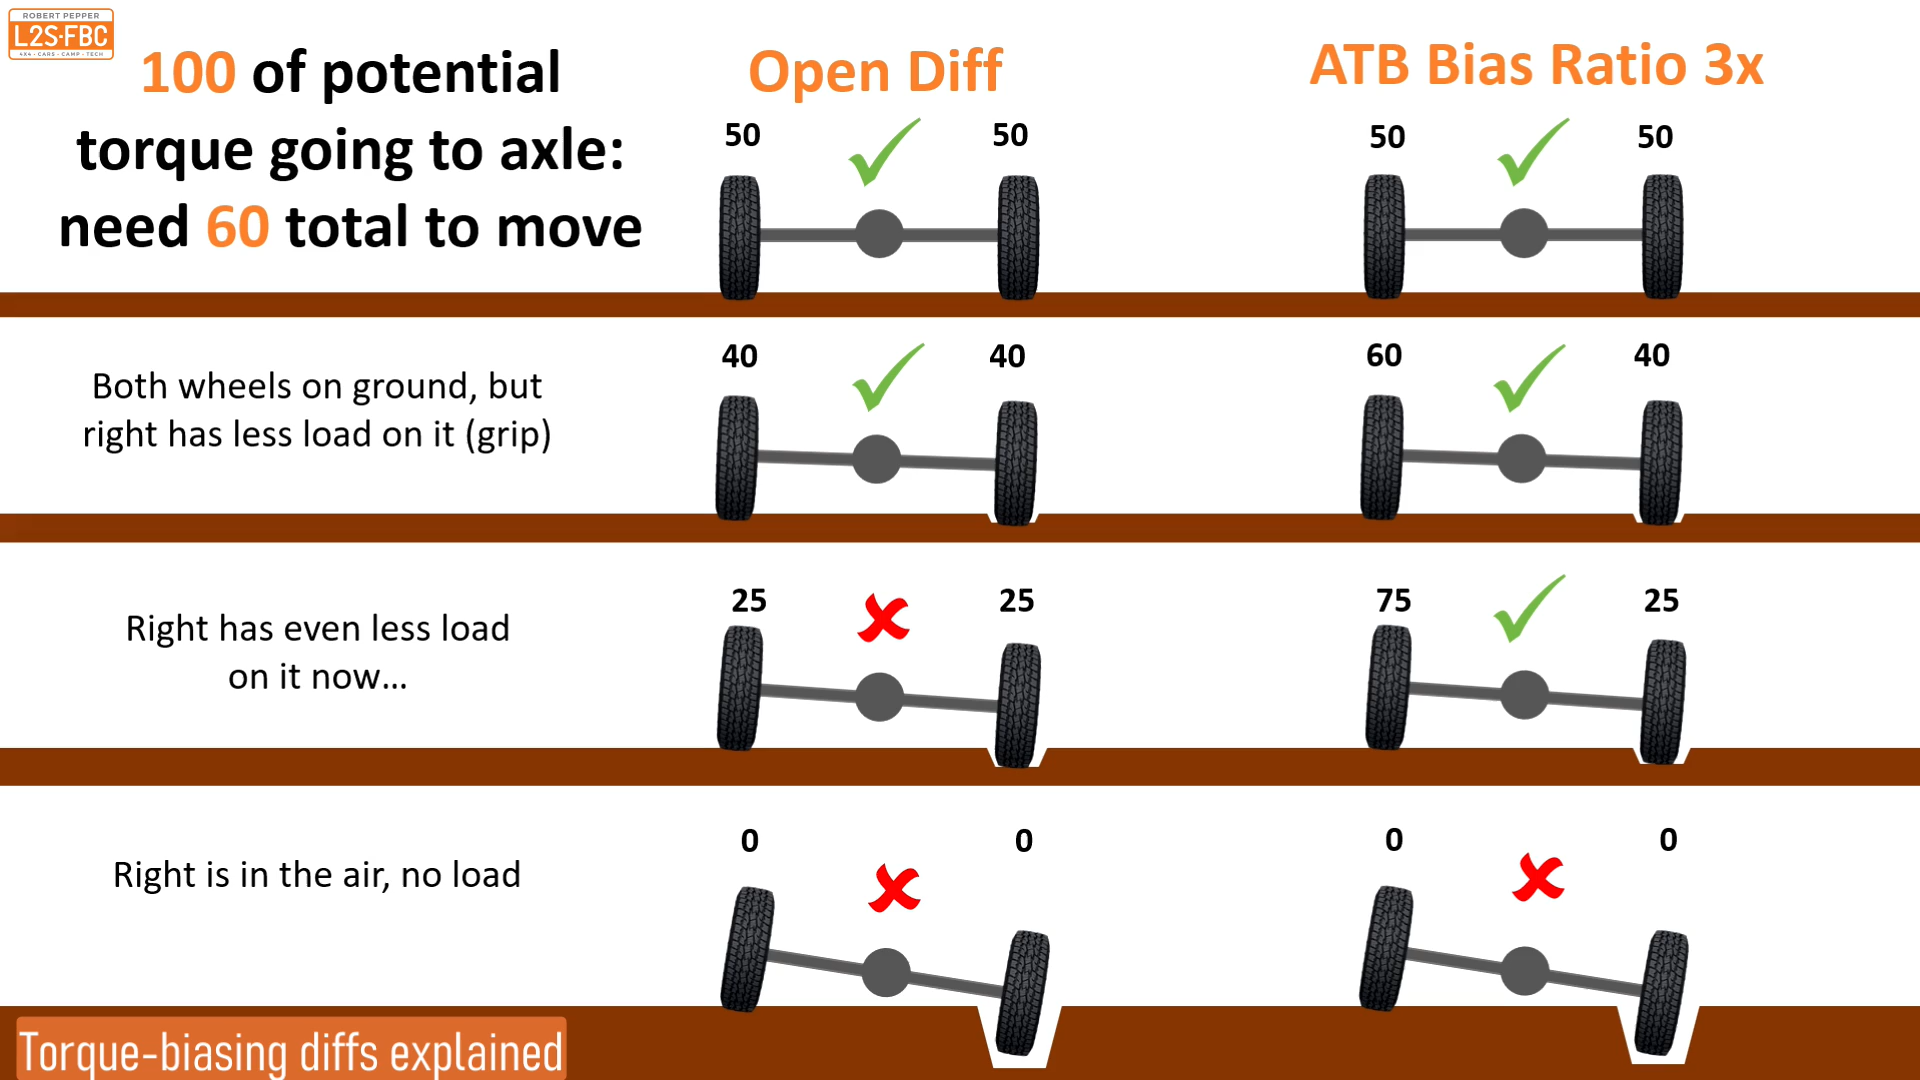 ROBERT PEPPER
L2S-FBC
4X4 • CARS • CAMP • TECH
100 of potential
torque going to axle:
need 60 total to move
Open Diff
ATB Bias Ratio 3x
50 50 50 50
Both wheels on ground, but
right has less load on it (grip)
40 40 60 40
Right has even less load
on it now...
25 25 75 25
Right is in the air, no load
0 0 0 0
Torque-biasing diffs explained